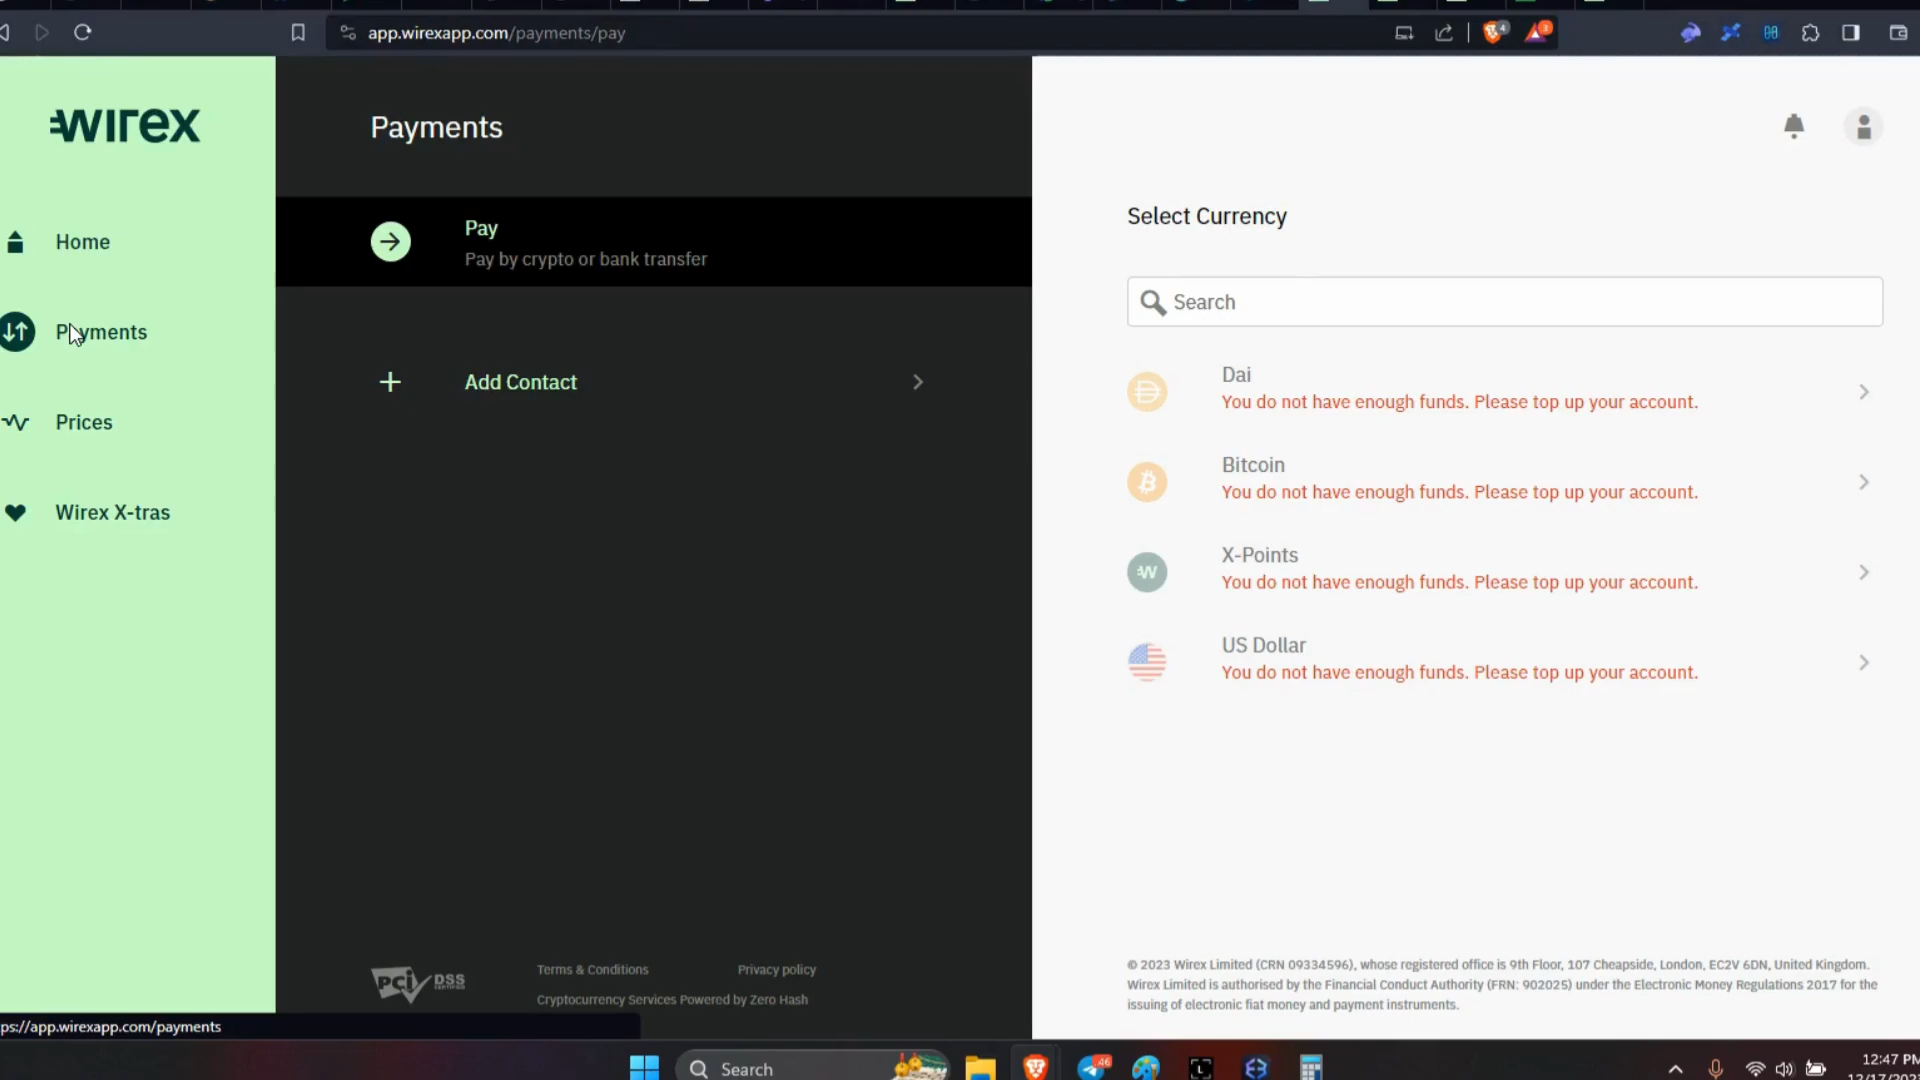 app.wirexapp.com/payments/pay
4
3
wirex
Home
Payments
Prices
Wirex X-tras
Payments
Pay
Pay by crypto or bank transfer
Add Contact
PCI DSS
CERTIFIED
Terms & Conditions
Privacy policy
Cryptocurrency Services Powered by Zero Hash
Select Currency
Search
Dai
You do not have enough funds. Please top up your account.
Bitcoin
You do not have enough funds. Please top up your account.
X-Points
You do not have enough funds. Please top up your account.
US Dollar
You do not have enough funds. Please top up your account.
© 2023 Wirex Limited (CRN 09334596), whose registered office is 9th Floor, 107 Cheapside, London, EC2V 6DN, United Kingdom.
Wirex Limited is authorised by the Financial Conduct Authority (FRN: 902025) under the Electronic Money Regulations 2017 for the
issuing of electronic fiat money and payment instruments.
ps://app.wirexapp.com/payments
Search
46
12:47 PM